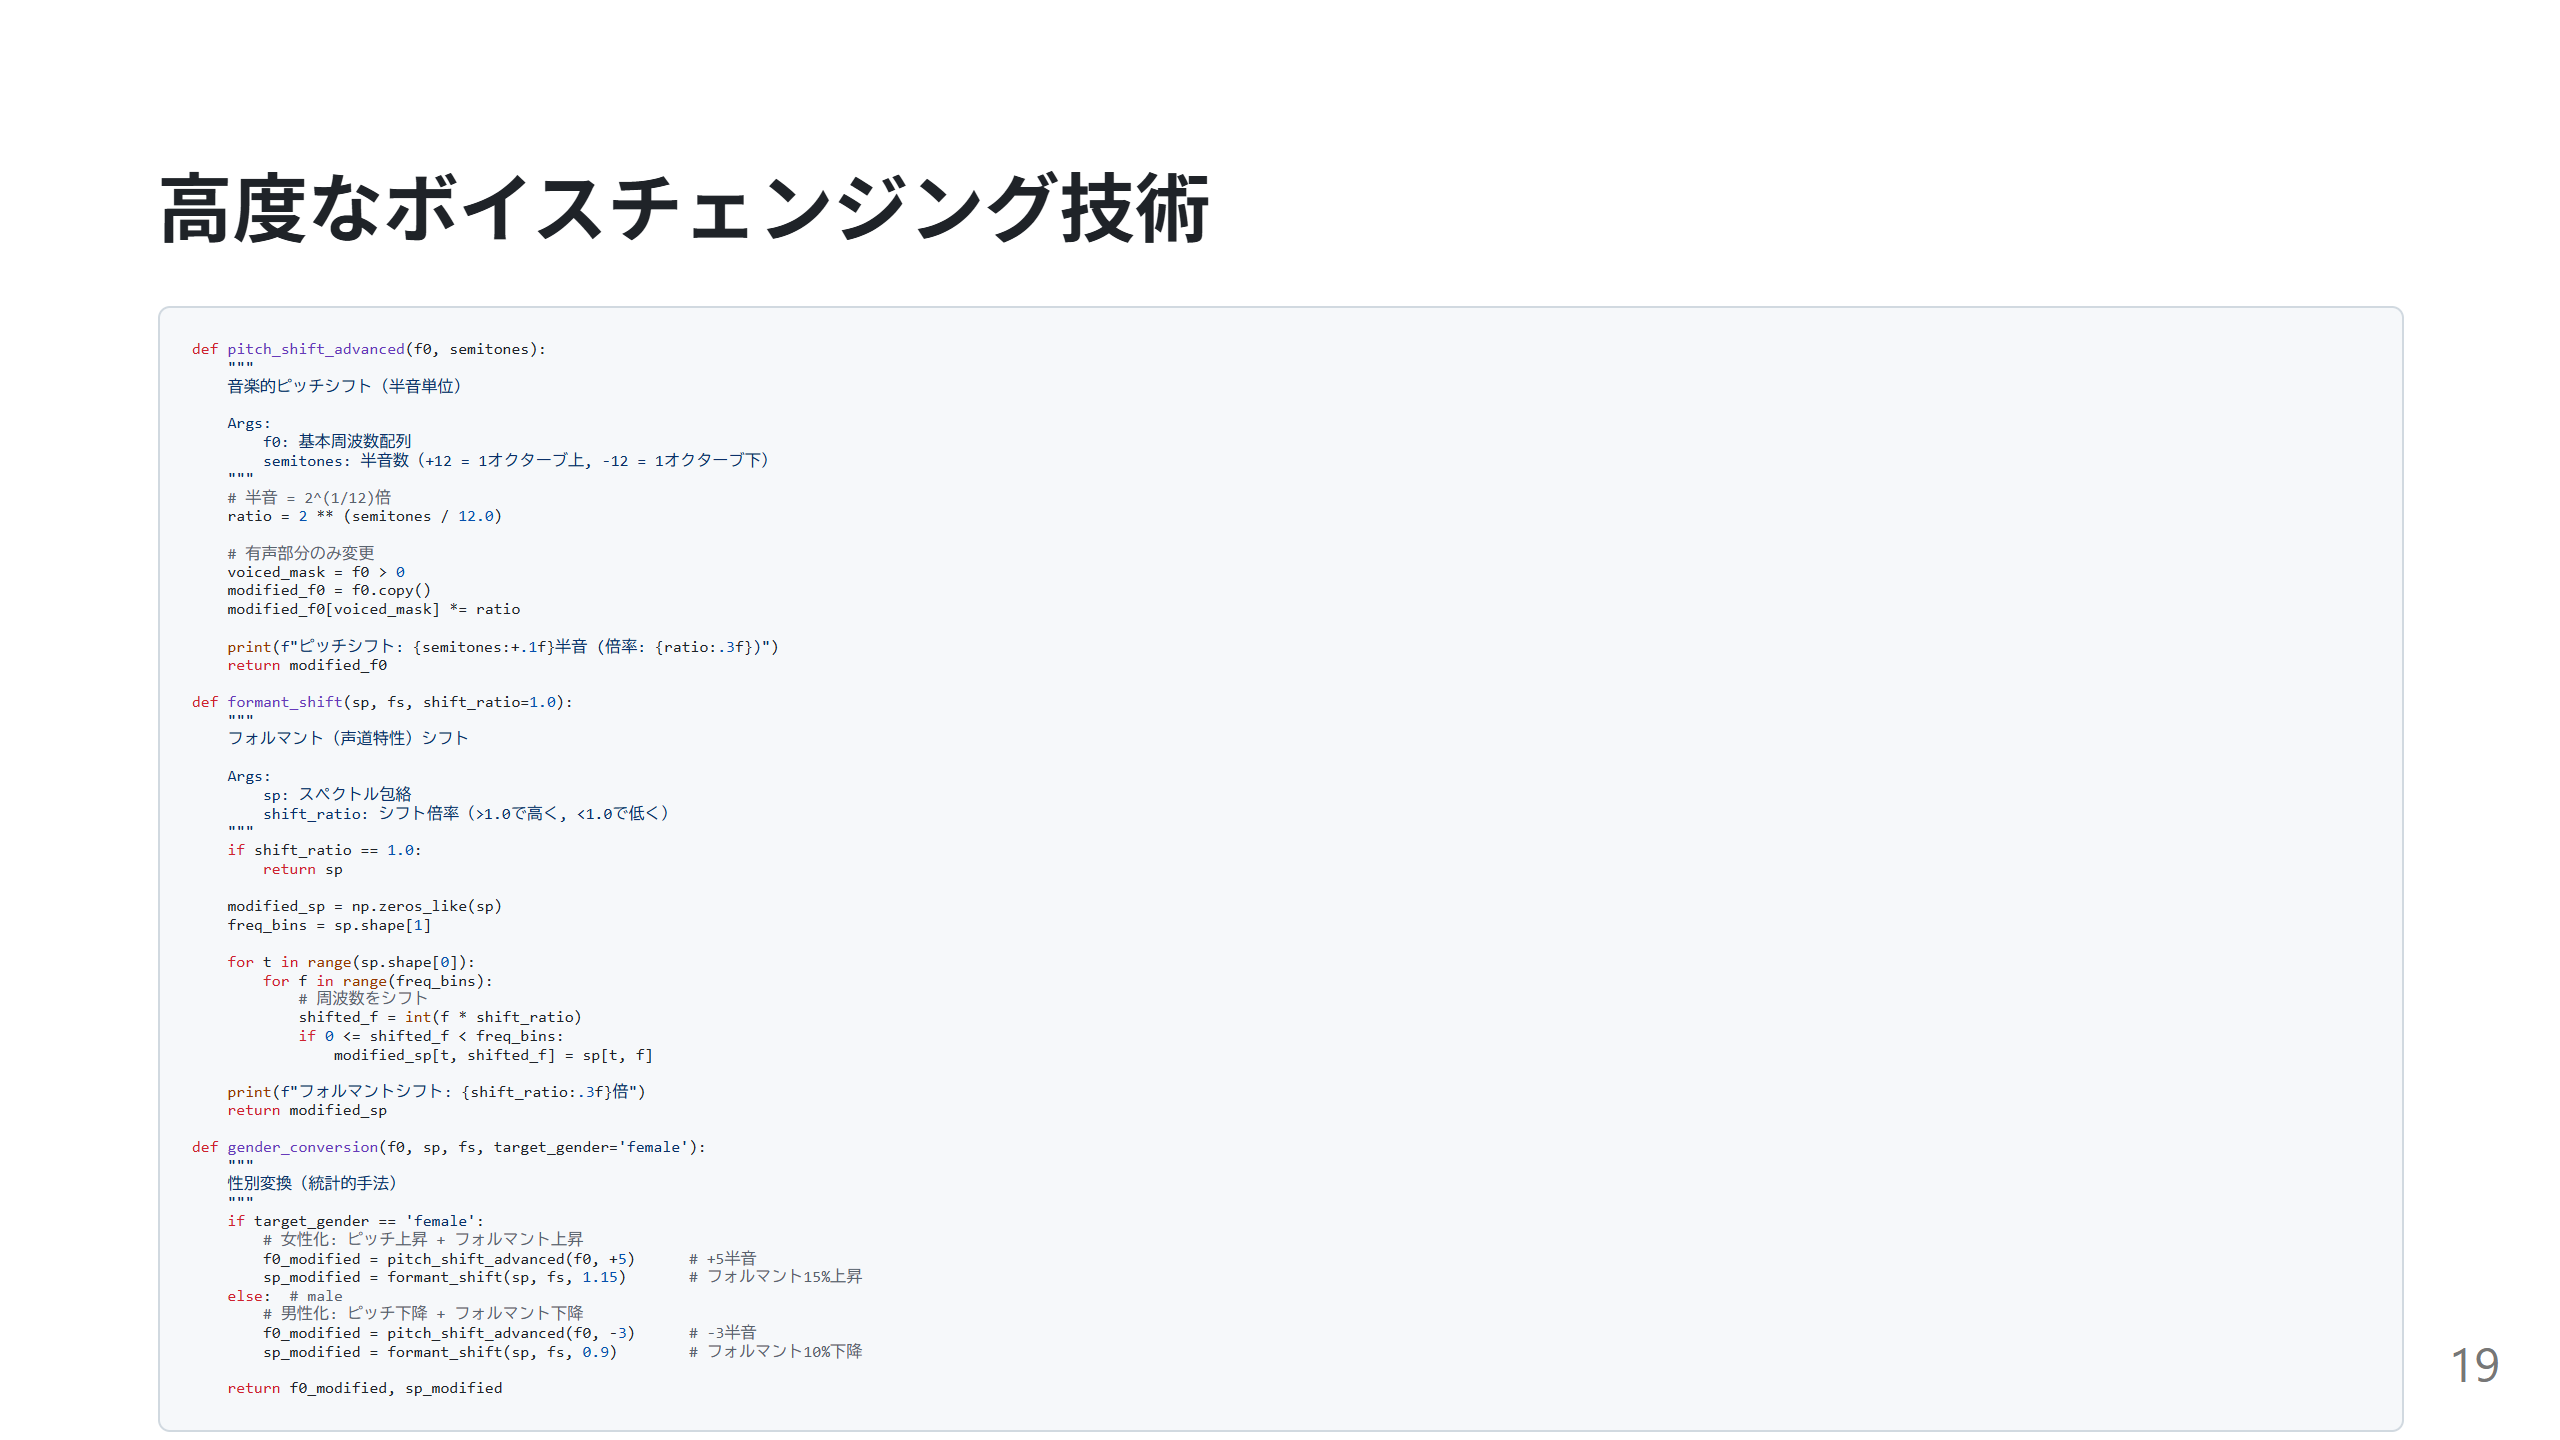 高度なボイスチェンジング技術
def pitch_shift_advanced(f0, semitones):
    """
    音楽的ピッチシフト（半音単位）

    Args:
        f0: 基本周波数配列
        semitones: 半音数（+12 = 1オクターブ上, -12 = 1オクターブ下）
    """
    # 半音 = 2^(1/12)倍
    ratio = 2 ** (semitones / 12.0)

    # 有声部分のみ変更
    voiced_mask = f0 > 0
    modified_f0 = f0.copy()
    modified_f0[voiced_mask] *= ratio

    print(f"ピッチシフト: {semitones:+.1f}半音 (倍率: {ratio:.3f})")
    return modified_f0

def formant_shift(sp, fs, shift_ratio=1.0):
    """
    フォルマント（声道特性）シフト

    Args:
        sp: スペクトル包絡
        shift_ratio: シフト倍率（>1.0で高く, <1.0で低く）
    """
    if shift_ratio == 1.0:
        return sp

    modified_sp = np.zeros_like(sp)
    freq_bins = sp.shape[1]

    for t in range(sp.shape[0]):
        for f in range(freq_bins):
            # 周波数をシフト
            shifted_f = int(f * shift_ratio)
            if 0 <= shifted_f < freq_bins:
                modified_sp[t, shifted_f] = sp[t, f]

    print(f"フォルマントシフト: {shift_ratio:.3f}倍")
    return modified_sp

def gender_conversion(f0, sp, fs, target_gender='female'):
    """
    性別変換（統計的手法）
    """
    if target_gender == 'female':
        # 女性化: ピッチ上昇 + フォルマント上昇
        f0_modified = pitch_shift_advanced(f0, +5)      # +5半音
        sp_modified = formant_shift(sp, fs, 1.15)       # フォルマント15%上昇
    else:  # male
        # 男性化: ピッチ下降 + フォルマント下降
        f0_modified = pitch_shift_advanced(f0, -3)      # -3半音
        sp_modified = formant_shift(sp, fs, 0.9)        # フォルマント10%下降

    return f0_modified, sp_modified
19